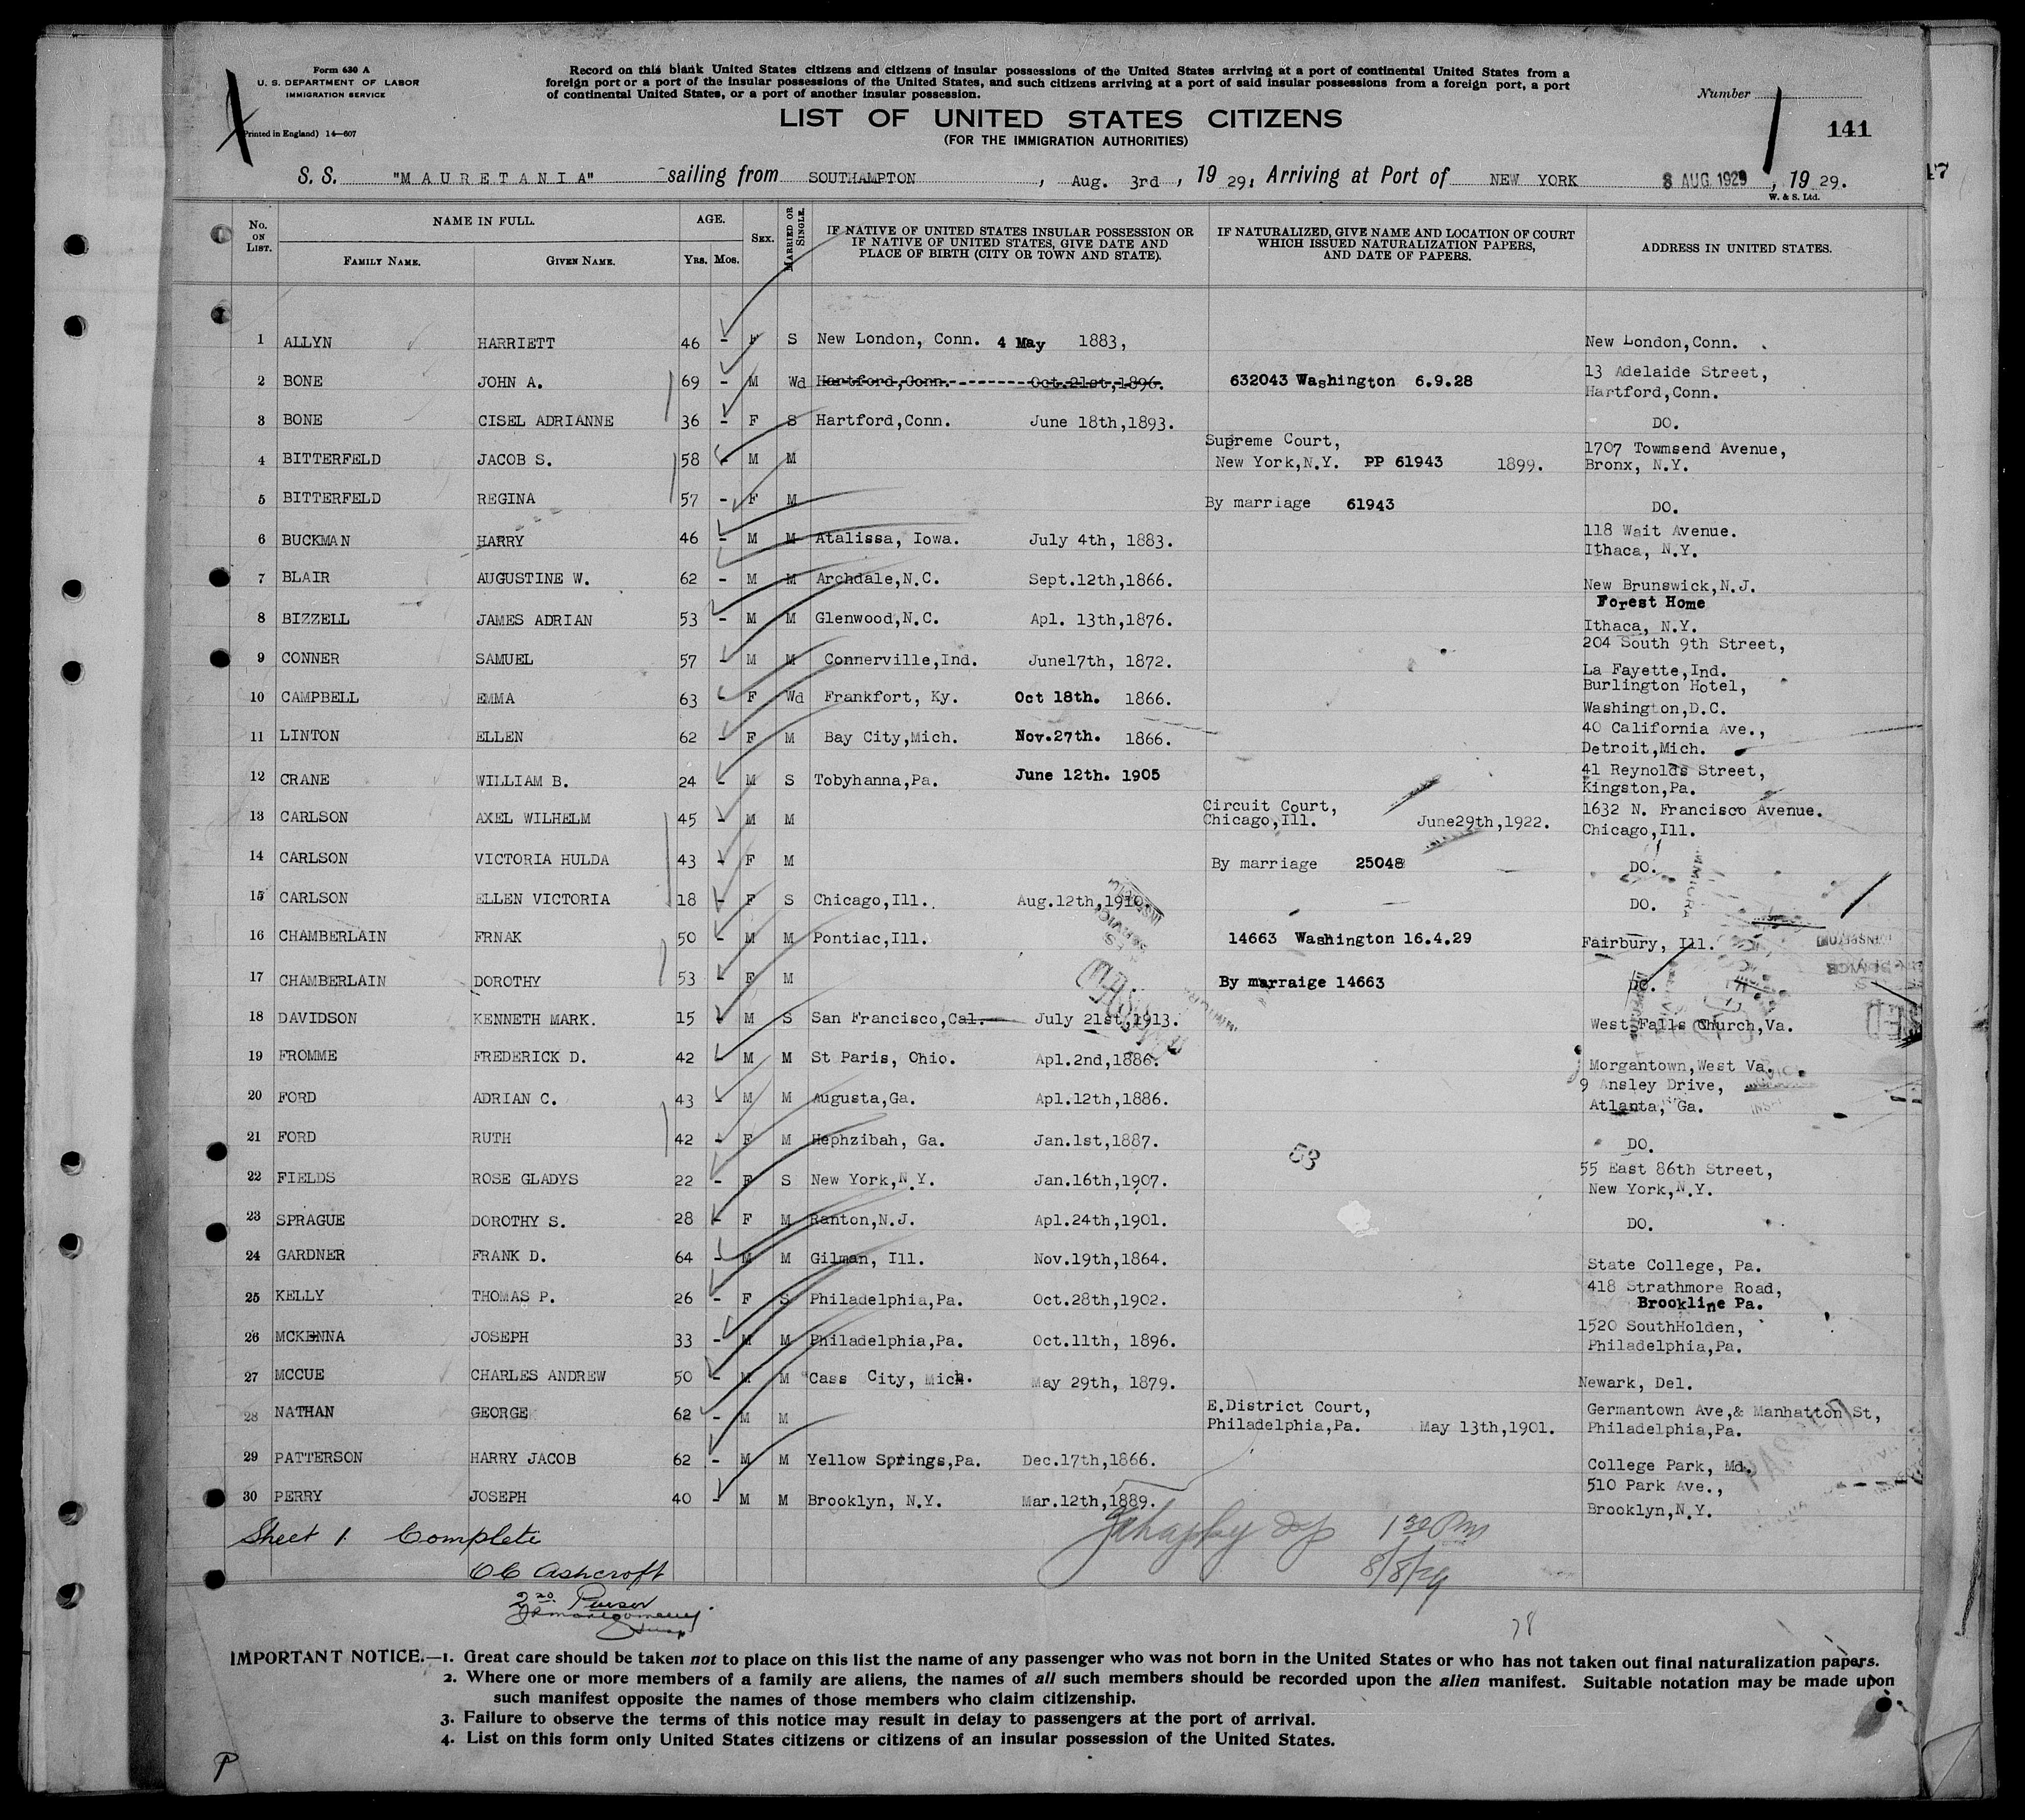 Form 630 A
U. S. DEPARTMENT OF LABOR
IMMIGRATION SERVICE
Printed in England) 14—607
Record on this blank United States citizens and citizens of insular possessions of the United States arriving at a port of continental United States from a
foreign port or a port of the insular possessions of the United States, and such citizens arriving at a port of said insular possessions from a foreign port, a port
of continental United States, or a port of another insular possession.
Number
LIST OF UNITED STATES CITIZENS
(FOR THE IMMIGRATION AUTHORITIES)
141
S. S. "MAURETANIA" sailing from SOUTHAMPTON, Aug. 3rd, 19 29, Arriving at Port of NEW YORK 8 AUG 1929, 19 29.
W. & S. Ltd.
47
No. ON LIST. NAME IN FULL. AGE. SEX. MARRIED OR SINGLE. IF NATIVE OF UNITED STATES INSULAR POSSESSION OR IF NATIVE OF UNITED STATES, GIVE DATE AND PLACE OF BIRTH (CITY OR TOWN AND STATE). IF NATURALIZED, GIVE NAME AND LOCATION OF COURT WHICH ISSUED NATURALIZATION PAPERS, AND DATE OF PAPERS. ADDRESS IN UNITED STATES.
FAMILY NAME. GIVEN NAME. YRS. MOS.
1 ALLYN HARRIETT 46 - F S New London, Conn. 4 May 1883, New London,Conn.
2 BONE JOHN A. 69 - M Wd Hartford,Conn.----------Oct.21st,1896. 632043 Washington 6.9.28 13 Adelaide Street,
Hartford,Conn.
3 BONE CISEL ADRIANNE 36 - F S Hartford,Conn. June 18th,1893. DO.
4 BITTERFELD JACOB S. 58 - M M Supreme Court,
New York,N.Y. PP 61943 1899. 1707 Townsend Avenue,
Bronx, N.Y.
5 BITTERFELD REGINA 57 - F M By marriage 61943 DO.
6 BUCKMAN HARRY 46 - M M Atalissa, Iowa. July 4th, 1883. 118 Wait Avenue.
Ithaca, N.Y.
7 BLAIR AUGUSTINE W. 62 - M M Archdale,N.C. Sept.12th,1866. New Brunswick,N.J.
8 BIZZELL JAMES ADRIAN 53 - M M Glenwood,N.C. Apl. 13th,1876. Forest Home
Ithaca, N.Y.
9 CONNER SAMUEL 57 - M M Connerville,Ind. June17th, 1872. 204 South 9th Street,
La Fayette,Ind.
10 CAMPBELL EMMA 63 - F Wd Frankfort, Ky. Oct 18th. 1866. Burlington Hotel,
Washington,D.C.
11 LINTON ELLEN 62 - F M Bay City,Mich. Nov.27th. 1866. 40 California Ave.,
Detroit,Mich.
12 CRANE WILLIAM B. 24 - M S Tobyhanna,Pa. June 12th. 1905 41 Reynolds Street,
Kingston,Pa.
13 CARLSON AXEL WILHELM 45 - M M Circuit Court,
Chicago,Ill. June29th,1922. 1632 N. Francisco Avenue.
Chicago,Ill.
14 CARLSON VICTORIA HULDA 43 - F M By marriage 25048 DO.
15 CARLSON ELLEN VICTORIA 18 - F S Chicago,Ill. Aug.12th,1910. DO.
16 CHAMBERLAIN FRNAK 50 - M M Pontiac,Ill. 14663 Washington 16.4.29 Fairbury, Ill.
17 CHAMBERLAIN DOROTHY 53 - F M By marraige 14663 DO.
18 DAVIDSON KENNETH MARK. 15 - M S San Francisco,Cal. July 21st,1913. West Falls Church,Va.
19 FROMME FREDERICK D. 42 - M M St Paris, Ohio. Apl.2nd,1886. Morgantown,West Va.
20 FORD ADRIAN C. 43 - M M Augusta,Ga. Apl.12th,1886. 9 Ansley Drive,
Atlanta, Ga.
21 FORD RUTH 42 - F M Hephzibah, Ga. Jan.1st,1887. DO.
22 FIELDS ROSE GLADYS 22 - F S New York,N.Y. Jan.16th,1907. 55 East 86th Street,
New York,N.Y.
23 SPRAGUE DOROTHY S. 28 - F M Ranton,N.J. Apl.24th,1901. DO.
24 GARDNER FRANK D. 64 - M M Gilman, Ill. Nov.19th,1864. State College, Pa.
25 KELLY THOMAS P. 26 - F S Philadelphia,Pa. Oct.28th,1902. 418 Strathmore Road,
Brookline Pa.
26 MCKENNA JOSEPH 33 - M M Philadelphia,Pa. Oct.11th, 1896. 1520 SouthHolden,
Philadelphia,Pa.
27 MCCUE CHARLES ANDREW 50 - M M Cass City, Mich. May 29th, 1879. Newark, Del.
28 NATHAN GEORGE 62 - M M E.District Court,
Philadelphia,Pa. May 13th,1901. Germantown Ave,& Manhatton St,
Philadelphia,Pa.
29 PATTERSON HARRY JACOB 62 - M M Yellow Springs,Pa. Dec.17th,1866. College Park, Md.
30 PERRY JOSEPH 40 - M M Brooklyn, N.Y. Mar.12th,1889. 510 Park Ave.,
Brooklyn,N.Y.
53
Sheet 1. Complete
1 30 Pm
8/8/29
OC Ashcroft
2nd. Purser
78
IMPORTANT NOTICE.—1. Great care should be taken not to place on this list the name of any passenger who was not born in the United States or who has not taken out final naturalization papers.
2. Where one or more members of a family are aliens, the names of all such members should be recorded upon the alien manifest. Suitable notation may be made upon
such manifest opposite the names of those members who claim citizenship.
3. Failure to observe the terms of this notice may result in delay to passengers at the port of arrival.
4. List on this form only United States citizens or citizens of an insular possession of the United States.
P